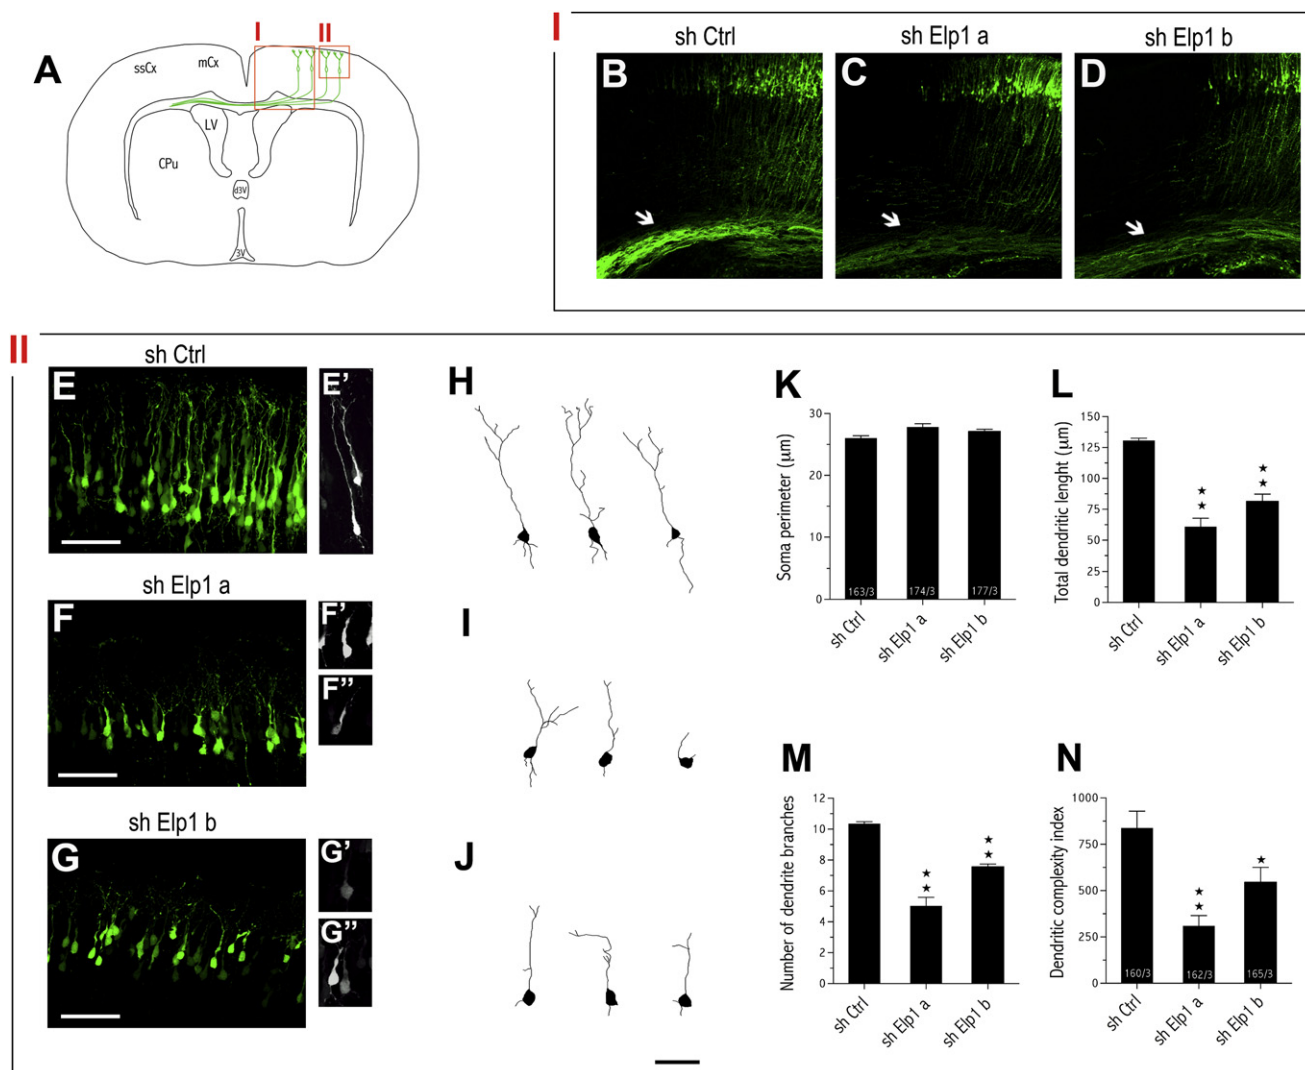 A
I
II
ssCx
mCx
LV
CPu
d3V
3V
I
sh Ctrl
sh Elp1 a
sh Elp1 b
B
C
D
II
sh Ctrl
E
E'
sh Elp1 a
F
F'
F"
sh Elp1 b
G
G'
G"
H
I
J
K
Soma perimeter (μm)
30
20
10
0
163/3
174/3
177/3
sh Ctrl
sh Elp1 a
sh Elp1 b
L
Total dendritic lenght (μm)
150
125
100
75
50
25
0
sh Ctrl
sh Elp1 a
sh Elp1 b
M
Number of dendrite branches
12
10
8
6
4
2
0
sh Ctrl
sh Elp1 a
sh Elp1 b
N
Dendritic complexity index
1000
750
500
250
0
160/3
162/3
165/3
sh Ctrl
sh Elp1 a
sh Elp1 b